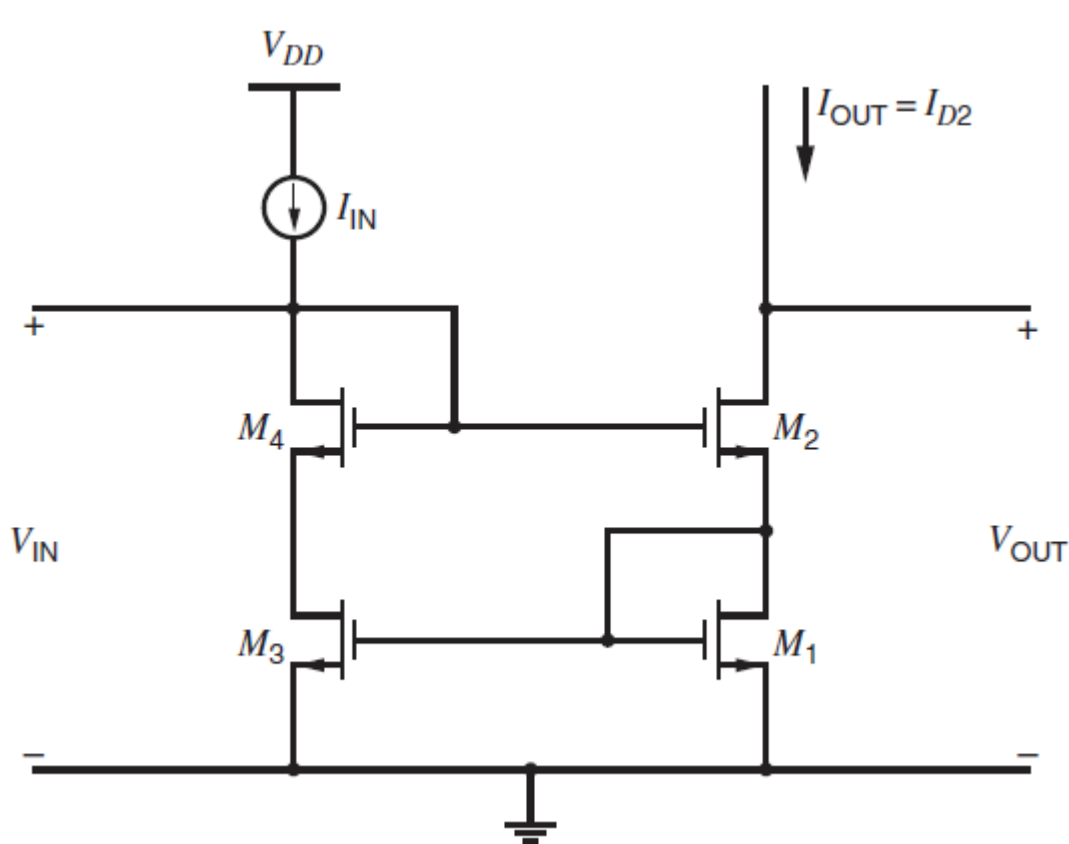 V_DD
I_OUT = I_D2
I_IN
+ +
M_4 M_2
V_IN V_OUT
M_3 M_1
− −